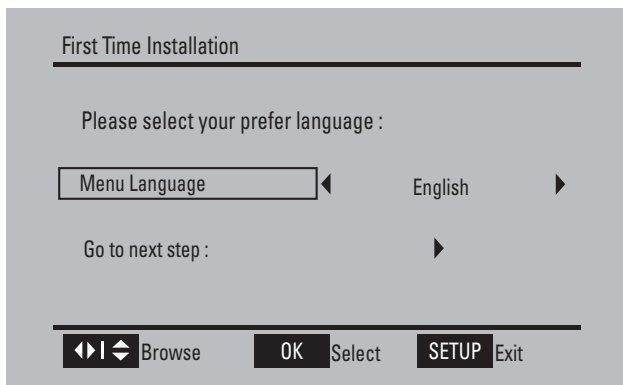 First Time Installation
Please select your prefer language :
Menu Language English
Go to next step :
Browse OK Select SETUP Exit